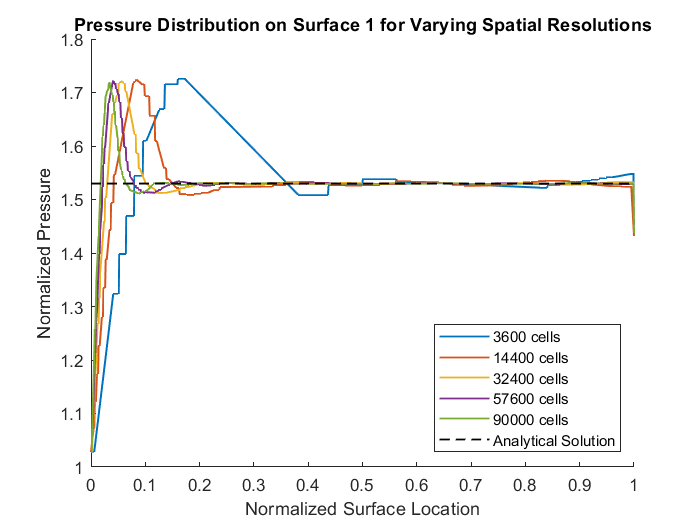 Pressure Distribution on Surface 1 for Varying Spatial Resolutions
1.8
1.7
1.6
1.5
1.4
1.3
1.2
1.1
1
Normalized Pressure
3600 cells
14400 cells
32400 cells
57600 cells
90000 cells
Analytical Solution
0 0.1 0.2 0.3 0.4 0.5 0.6 0.7 0.8 0.9 1
Normalized Surface Location